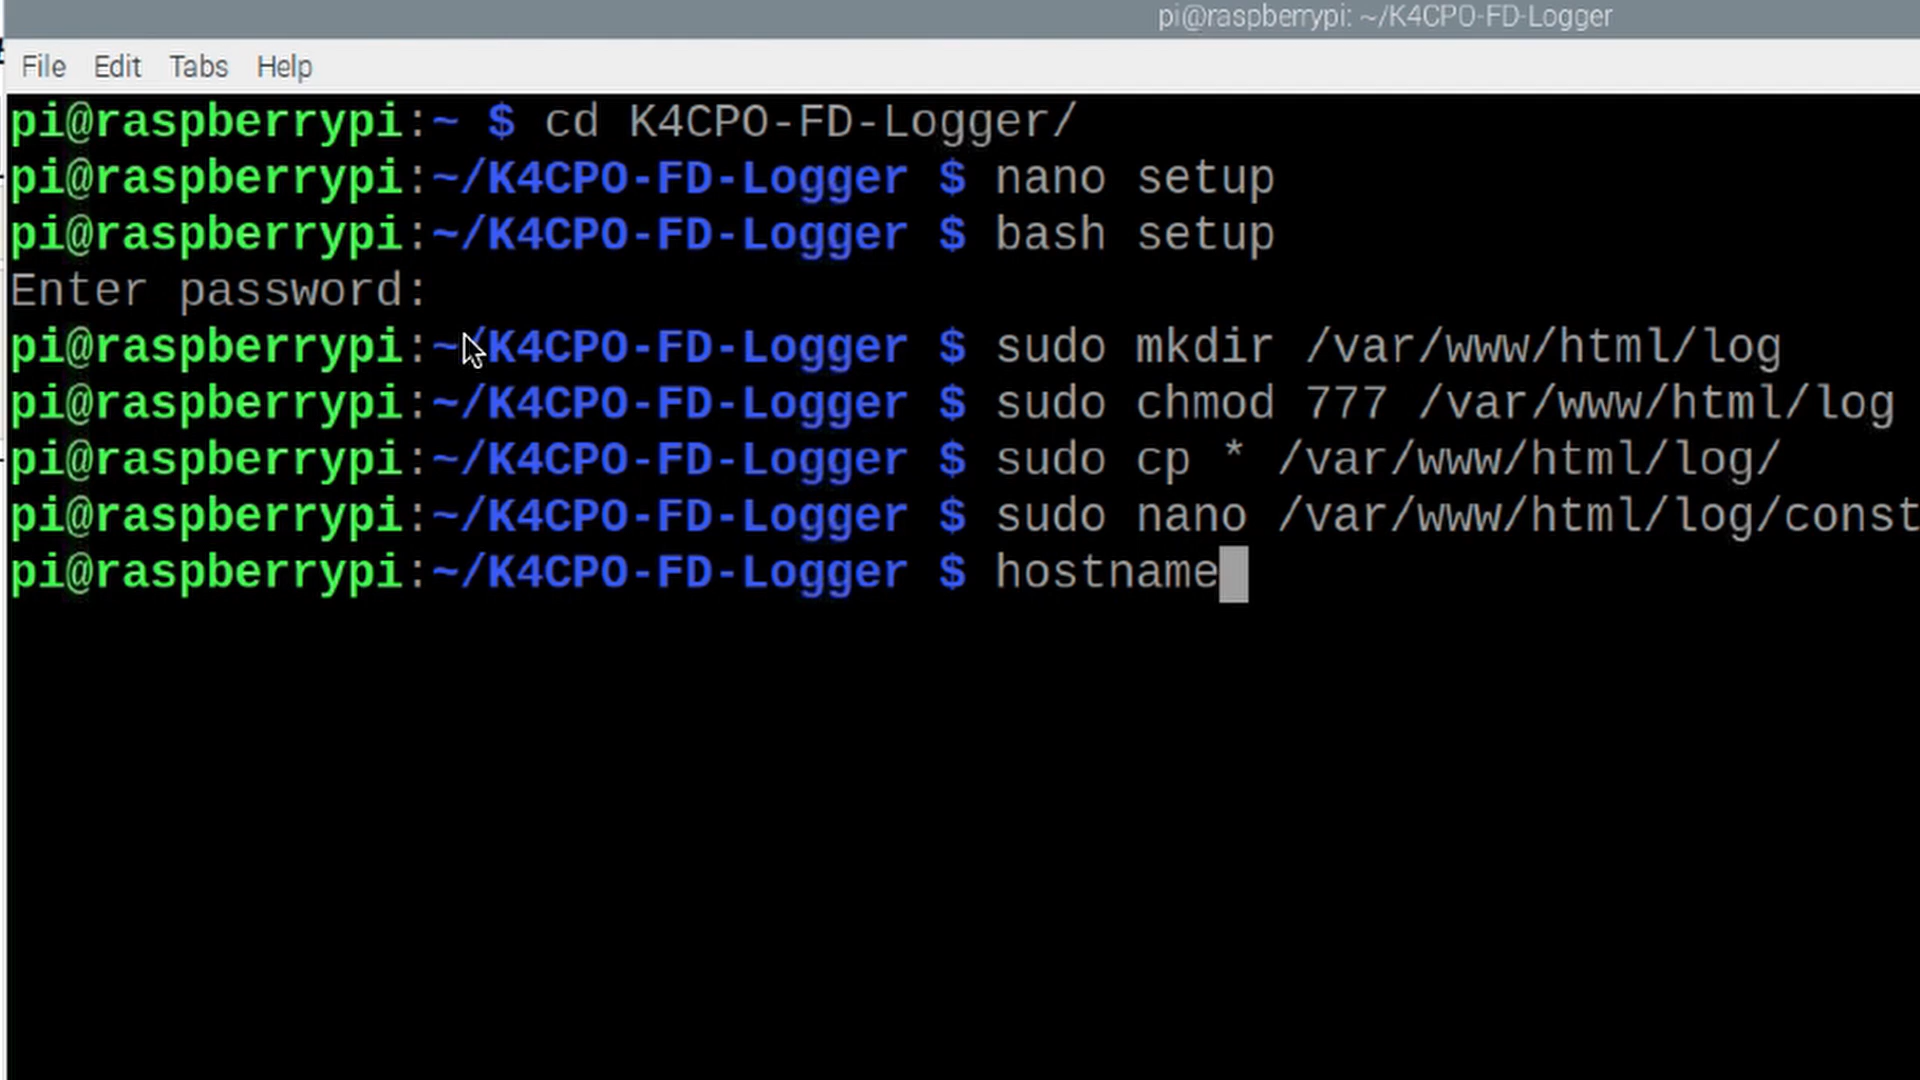 pi@raspberrypi: ~/K4CPO-FD-Logger
File Edit Tabs Help
pi@raspberrypi:~ $ cd K4CPO-FD-Logger/
pi@raspberrypi:~/K4CPO-FD-Logger $ nano setup
pi@raspberrypi:~/K4CPO-FD-Logger $ bash setup
Enter password:
pi@raspberrypi:~/K4CPO-FD-Logger $ sudo mkdir /var/www/html/log
pi@raspberrypi:~/K4CPO-FD-Logger $ sudo chmod 777 /var/www/html/log
pi@raspberrypi:~/K4CPO-FD-Logger $ sudo cp * /var/www/html/log/
pi@raspberrypi:~/K4CPO-FD-Logger $ sudo nano /var/www/html/log/const
pi@raspberrypi:~/K4CPO-FD-Logger $ hostname